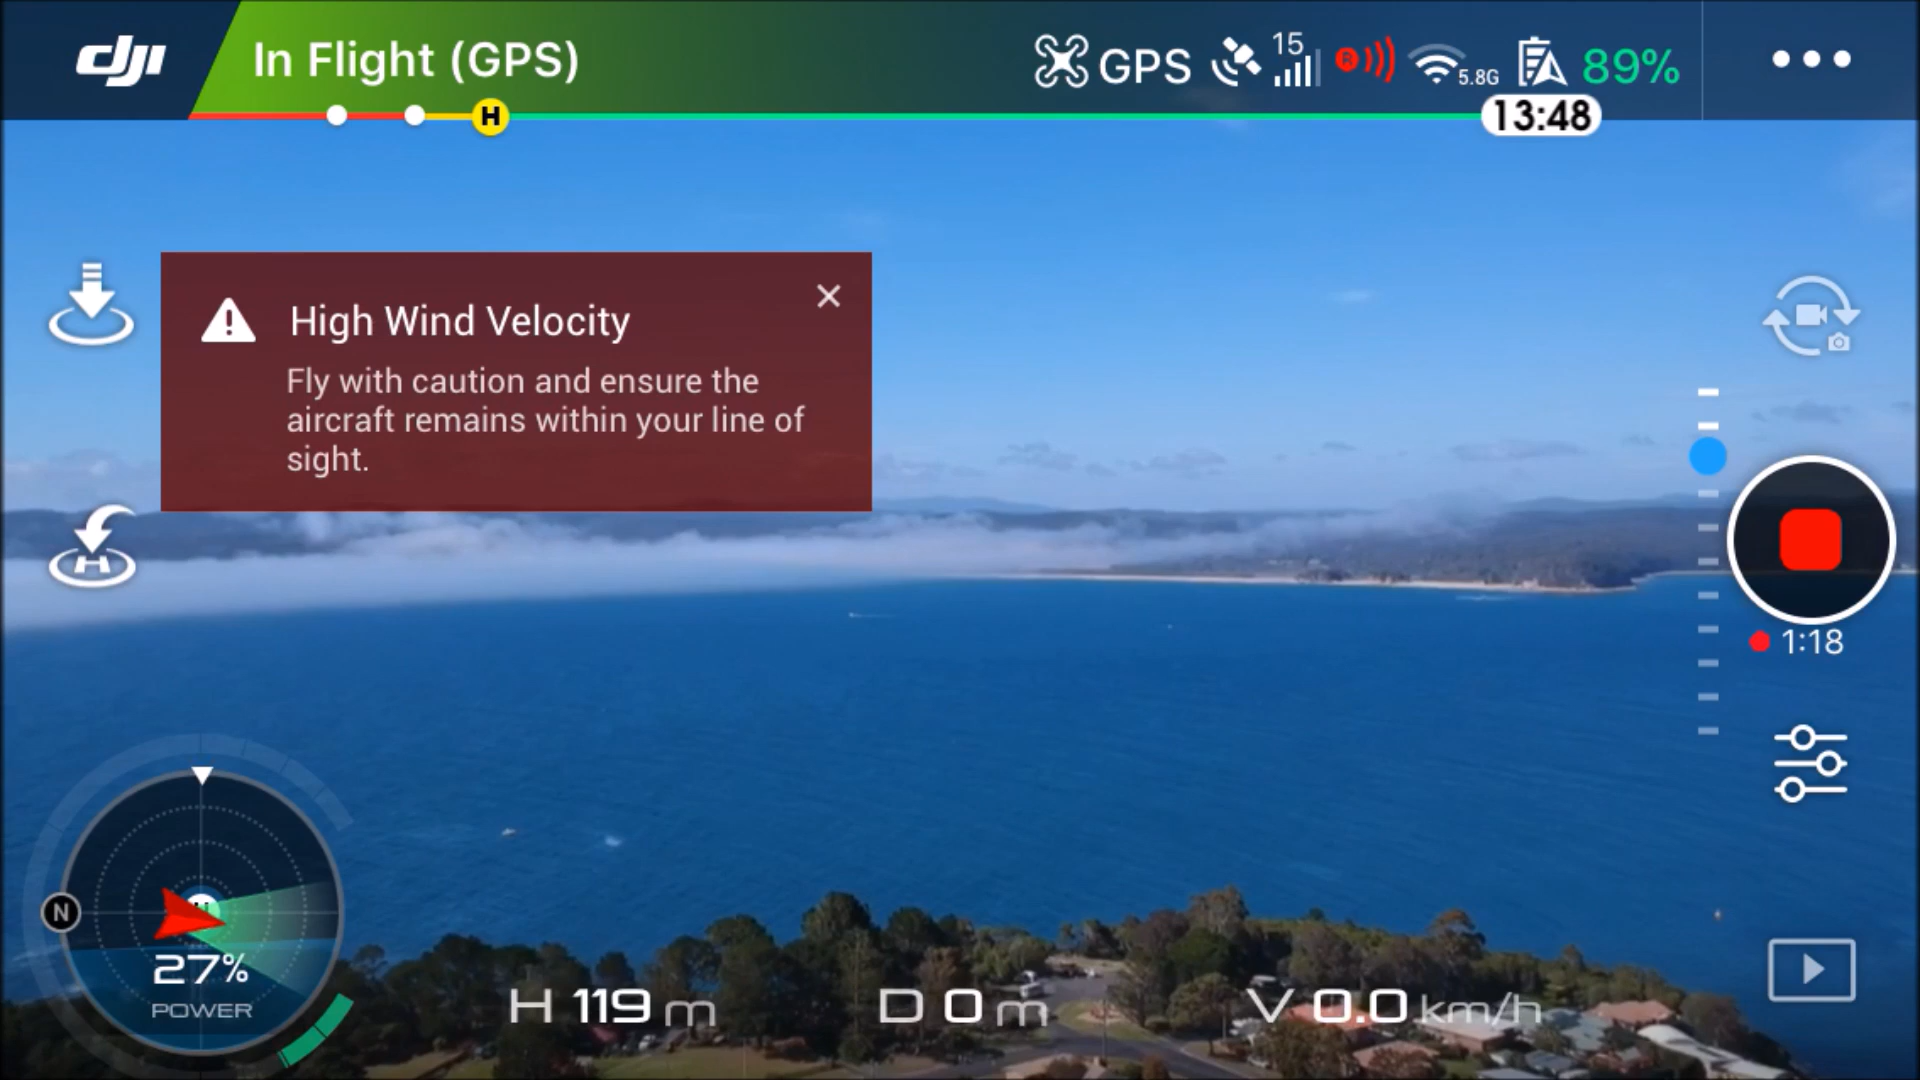 dji In Flight (GPS) GPS 15 R 5.8G 89%
H 13:48
High Wind Velocity
Fly with caution and ensure the
aircraft remains within your line of
sight.
H
1:18
N
27%
POWER
H 119 m D 0 m V 0.0 km/h